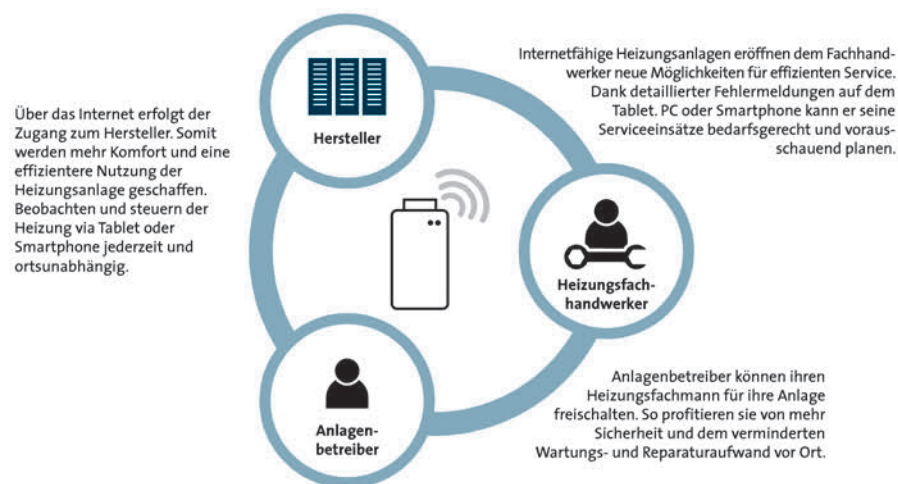 Hersteller
Internetfähige Heizungsanlagen eröffnen dem Fachhand-
werker neue Möglichkeiten für effizienten Service.
Dank detaillierter Fehlermeldungen auf dem
Tablet. PC oder Smartphone kann er seine
Serviceeinsätze bedarfsgerecht und voraus-
schauend planen.
Über das Internet erfolgt der
Zugang zum Hersteller. Somit
werden mehr Komfort und eine
effizientere Nutzung der
Heizungsanlage geschaffen.
Beobachten und steuern der
Heizung via Tablet oder
Smartphone jederzeit und
ortsunabhängig.
Heizungsfach-
handwerker
Anlagen-
betreiber
Anlagenbetreiber können ihren
Heizungsfachmann für ihre Anlage
freischalten. So profitieren sie von mehr
Sicherheit und dem verminderten
Wartungs- und Reparaturaufwand vor Ort.